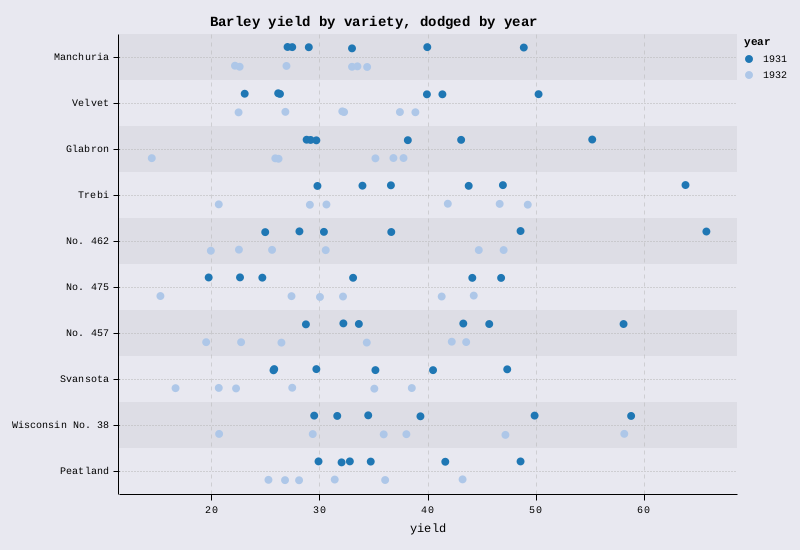 Barley yield by variety, dodged by year
year
1931
1932
Manchuria
Velvet
Glabron
Trebi
No. 462
No. 475
No. 457
Svansota
Wisconsin No. 38
Peatland
20 30 40 50 60
yield